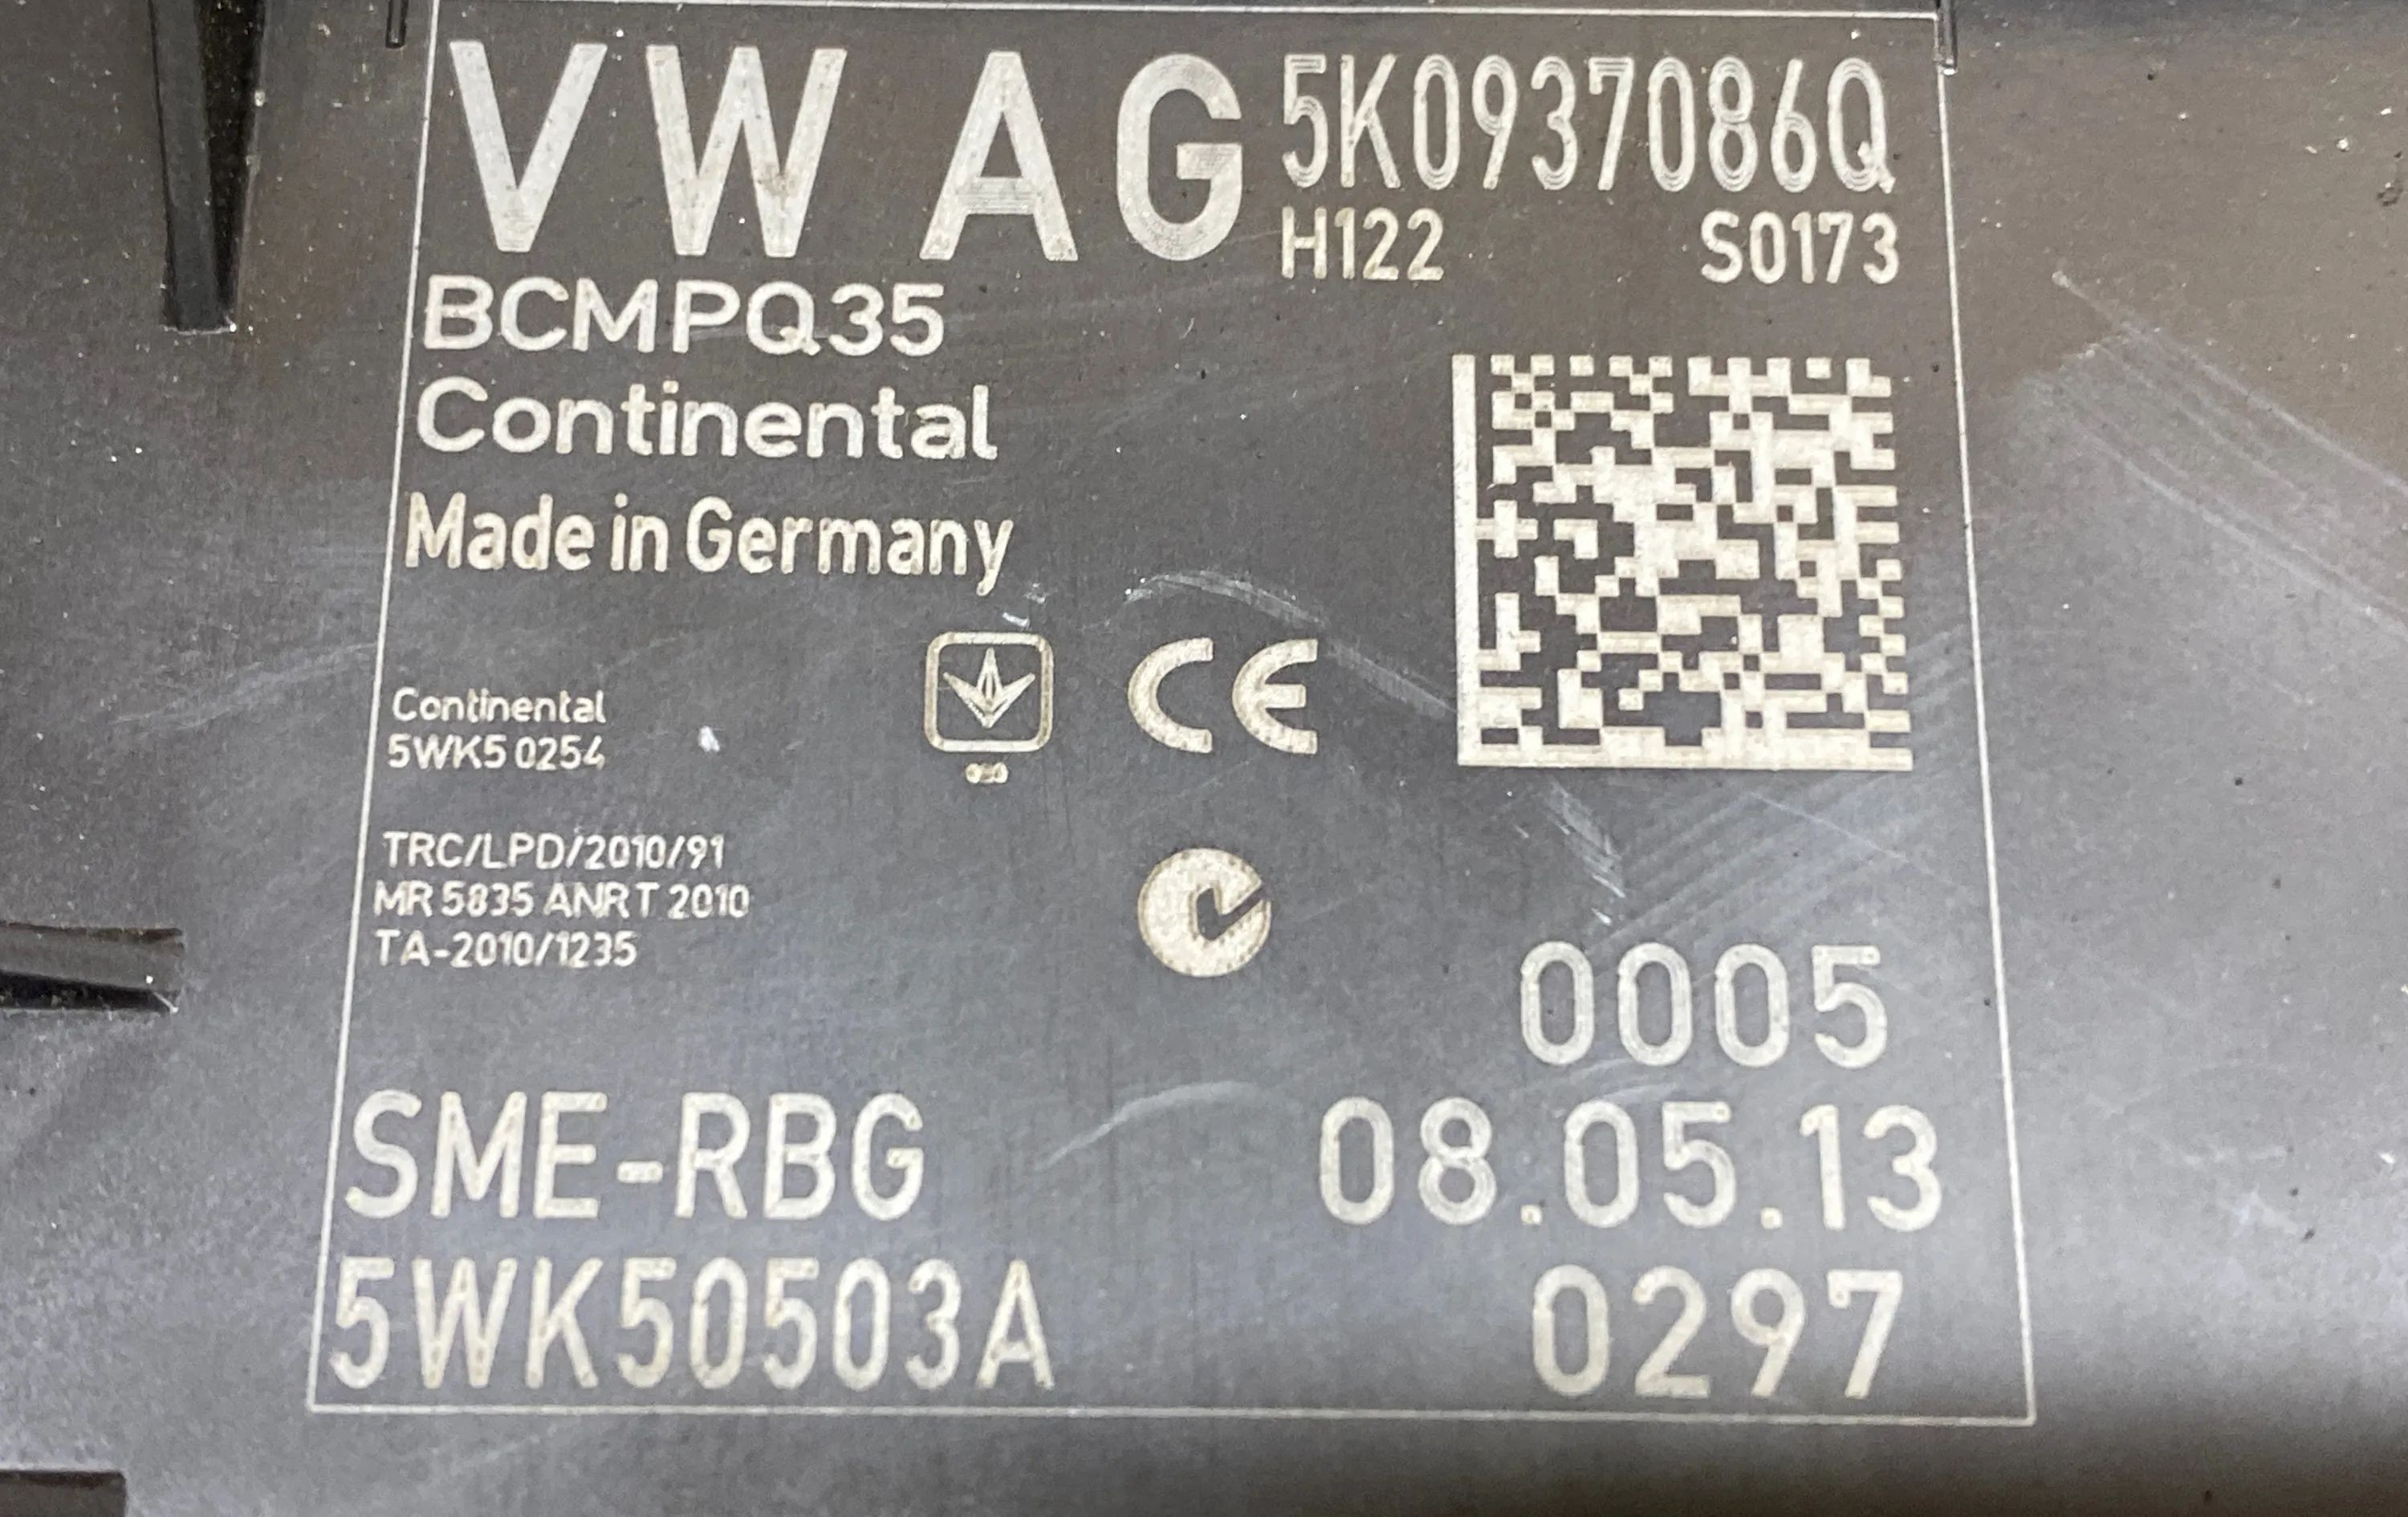 VW AG 5K0937086Q
H122 S0173
BCMPQ35
Continental
Made in Germany
Continental
5WK5 0254
CE
TRC/LPD/2010/91
MR 5835 ANRT 2010
TA-2010/1235
0005
SME-RBG 08.05.13
5WK50503A 0297